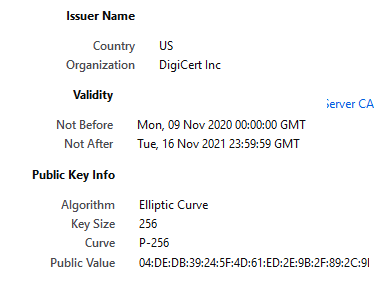 Issuer Name
Country US
Organization DigiCert Inc
Validity
Server CA
Not Before Mon, 09 Nov 2020 00:00:00 GMT
Not After Tue, 16 Nov 2021 23:59:59 GMT
Public Key Info
Algorithm Elliptic Curve
Key Size 256
Curve P-256
Public Value 04:DE:DB:39:24:5F:4D:61:ED:2E:9B:2F:89:2C:9